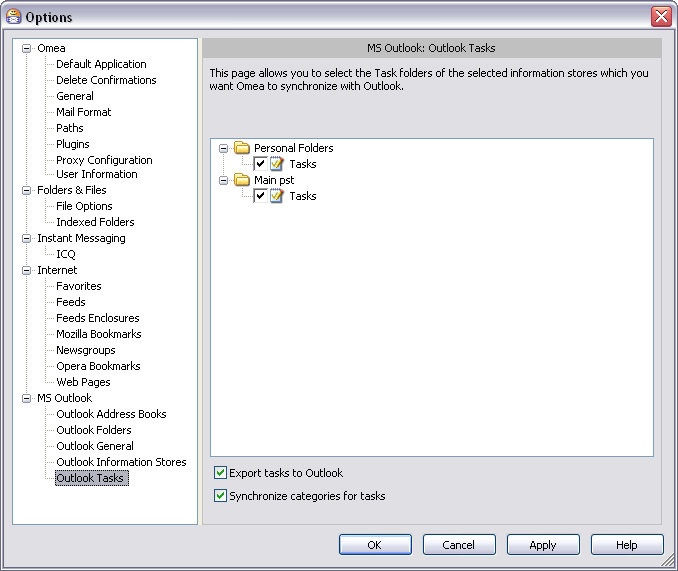 Options
Omea
Default Application
Delete Confirmations
General
Mail Format
Paths
Plugins
Proxy Configuration
User Information
Folders & Files
File Options
Indexed Folders
Instant Messaging
ICQ
Internet
Favorites
Feeds
Feeds Enclosures
Mozilla Bookmarks
Newsgroups
Opera Bookmarks
Web Pages
MS Outlook
Outlook Address Books
Outlook Folders
Outlook General
Outlook Information Stores
Outlook Tasks
MS Outlook: Outlook Tasks
This page allows you to select the Task folders of the selected information stores which you
want Omea to synchronize with Outlook.
Personal Folders
Tasks
Main pst
Tasks
Export tasks to Outlook
Synchronize categories for tasks
OK
Cancel
Apply
Help